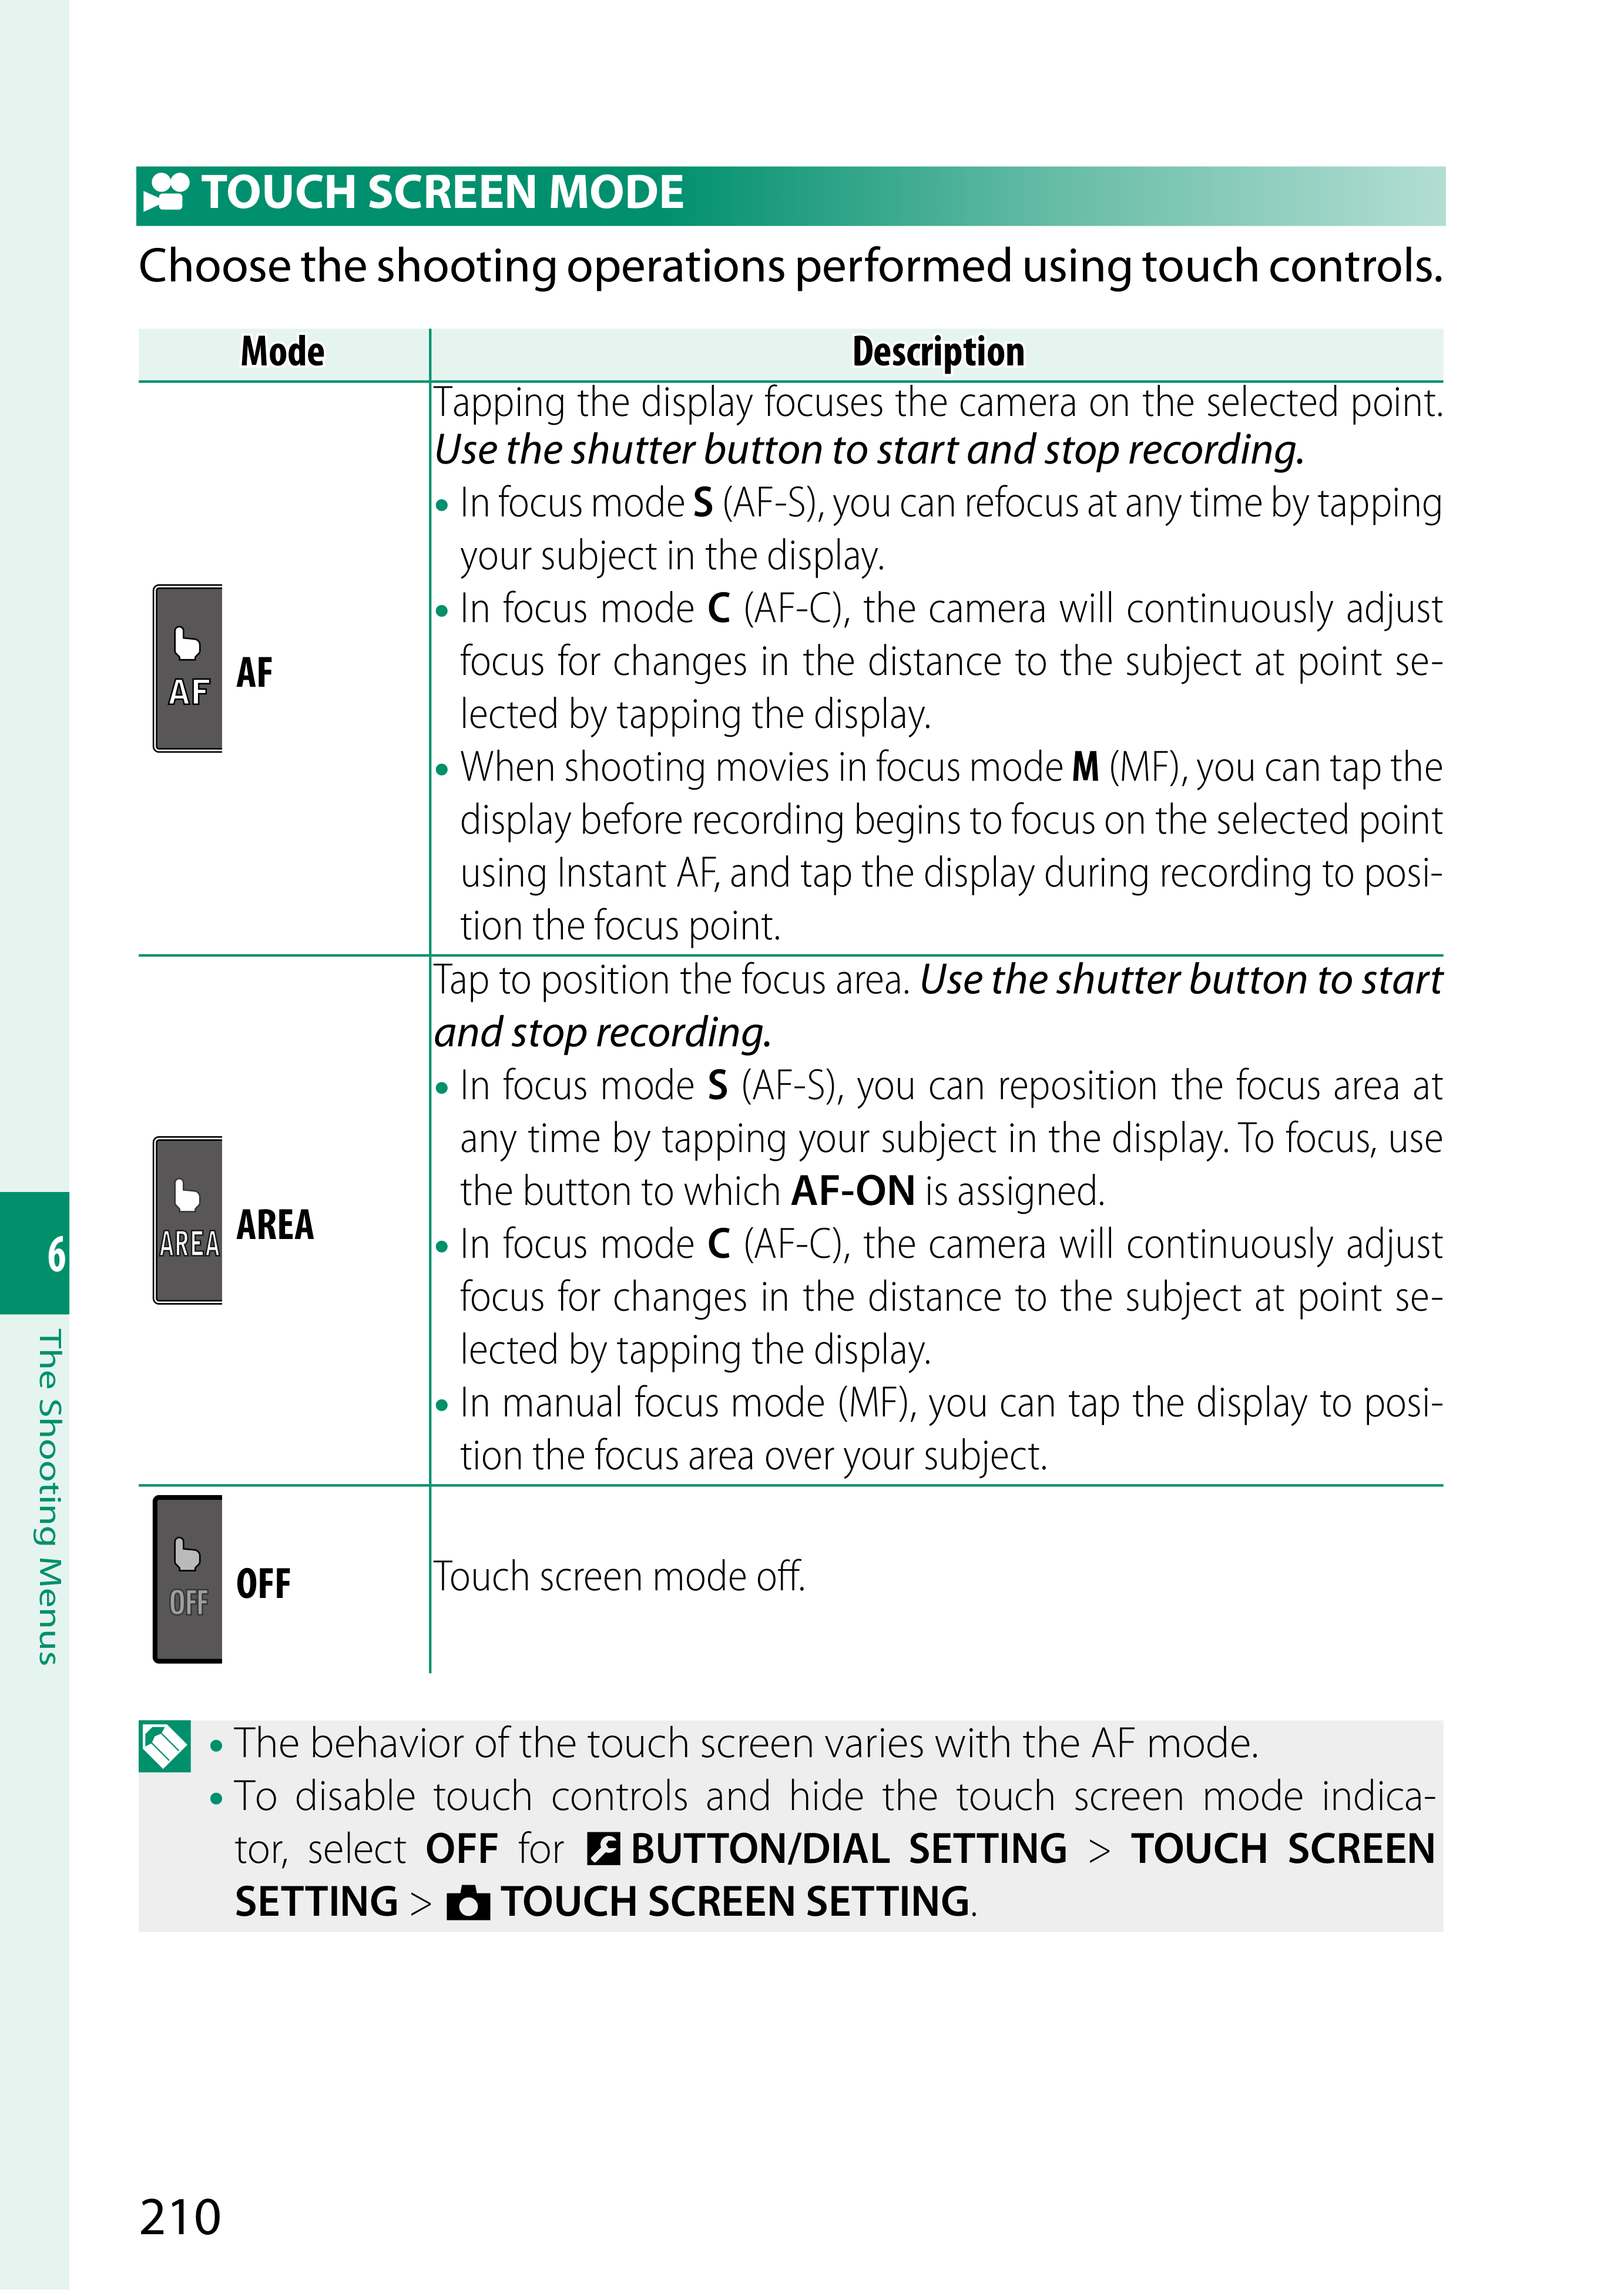 TOUCH SCREEN MODE
Choose the shooting operations performed using touch controls.
Mode
Description
AF
AF
Tapping the display focuses the camera on the selected point.
Use the shutter button to start and stop recording.
• In focus mode S (AF-S), you can refocus at any time by tapping
your subject in the display.
• In focus mode C (AF-C), the camera will continuously adjust
focus for changes in the distance to the subject at point se-
lected by tapping the display.
• When shooting movies in focus mode M (MF), you can tap the
display before recording begins to focus on the selected point
using Instant AF, and tap the display during recording to posi-
tion the focus point.
AREA
AREA
Tap to position the focus area. Use the shutter button to start
and stop recording.
• In focus mode S (AF-S), you can reposition the focus area at
any time by tapping your subject in the display. To focus, use
the button to which AF-ON is assigned.
• In focus mode C (AF-C), the camera will continuously adjust
focus for changes in the distance to the subject at point se-
lected by tapping the display.
• In manual focus mode (MF), you can tap the display to posi-
tion the focus area over your subject.
OFF
OFF
Touch screen mode off.
• The behavior of the touch screen varies with the AF mode.
• To disable touch controls and hide the touch screen mode indica-
tor, select OFF for BUTTON/DIAL SETTING > TOUCH SCREEN
SETTING > TOUCH SCREEN SETTING.
6
The Shooting Menus
210